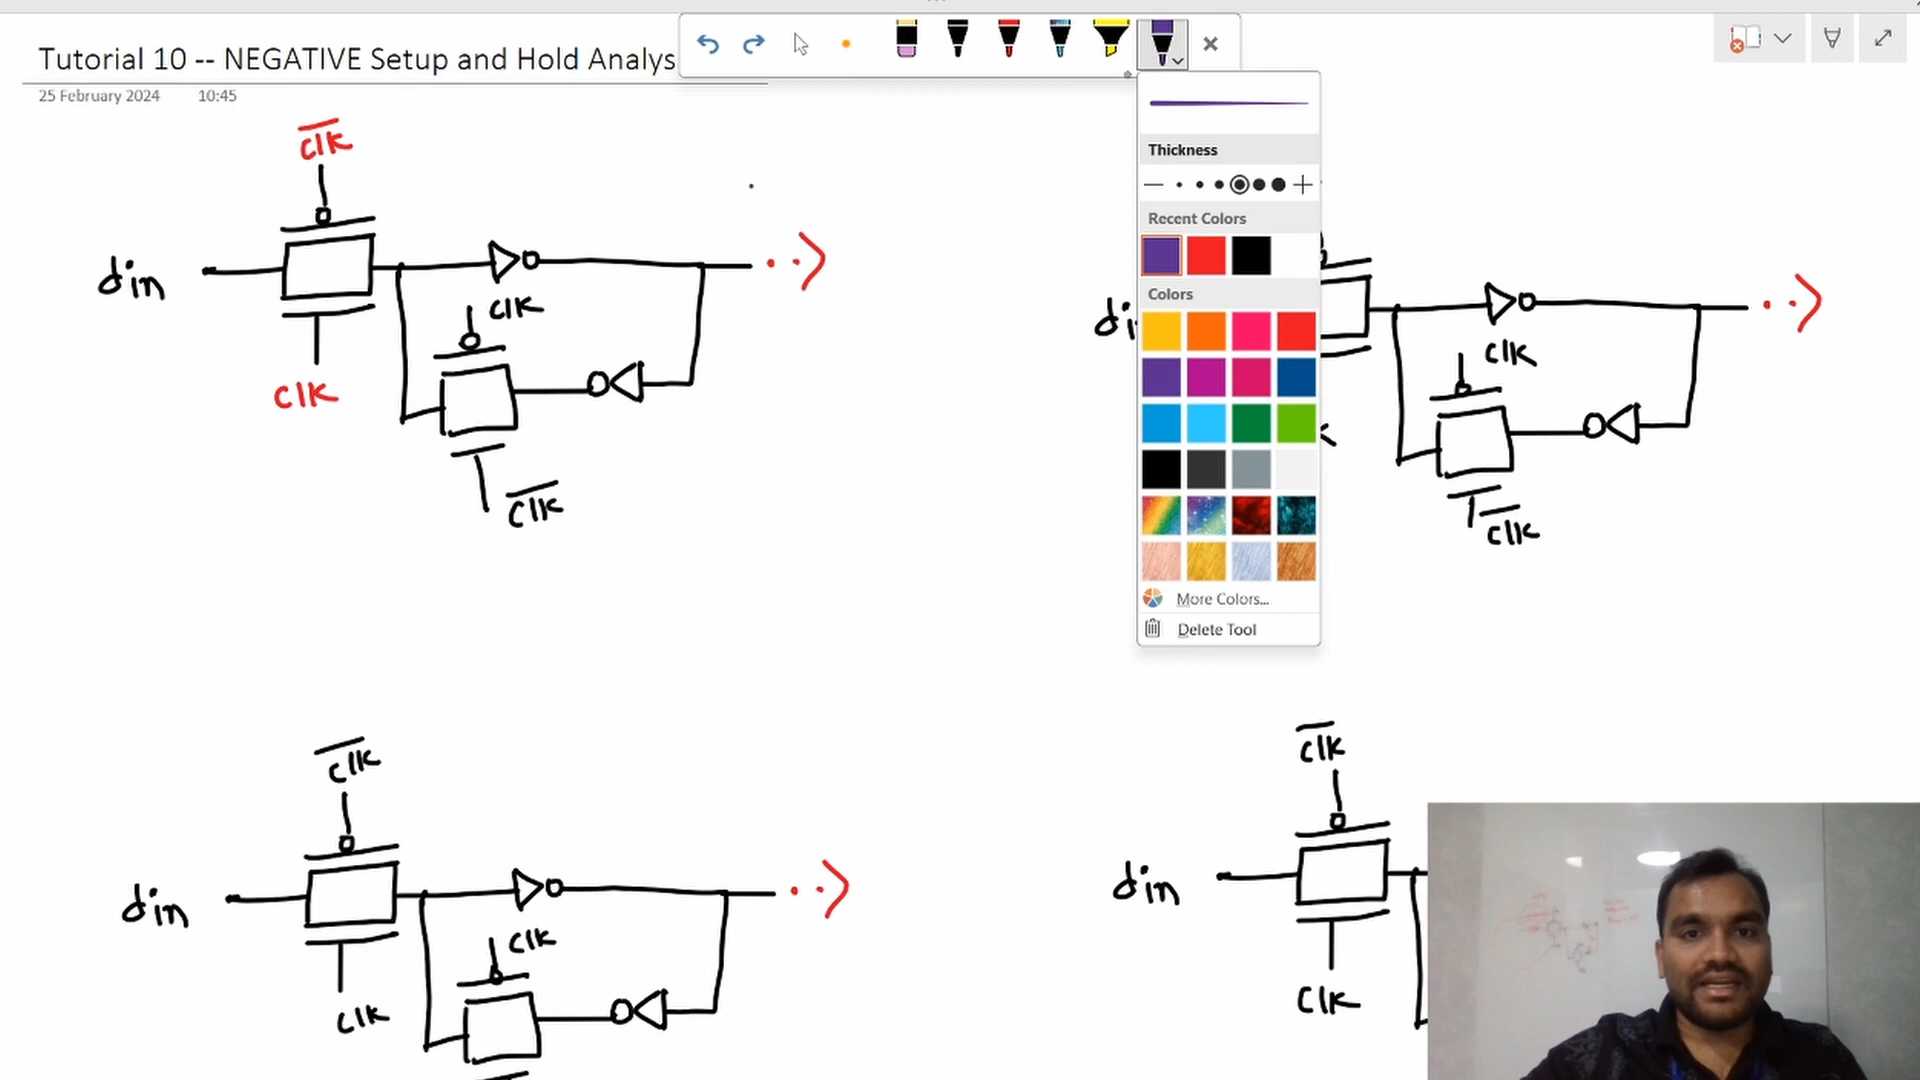 Tutorial 10 -- NEGATIVE Setup and Hold Analys
25 February 2024 10:45
clk
din
clk
clk
clk
Thickness
Recent Colors
Colors
More Colors...
Delete Tool
di
clk
clk
clk
din
clk
clk
clk
din
clk